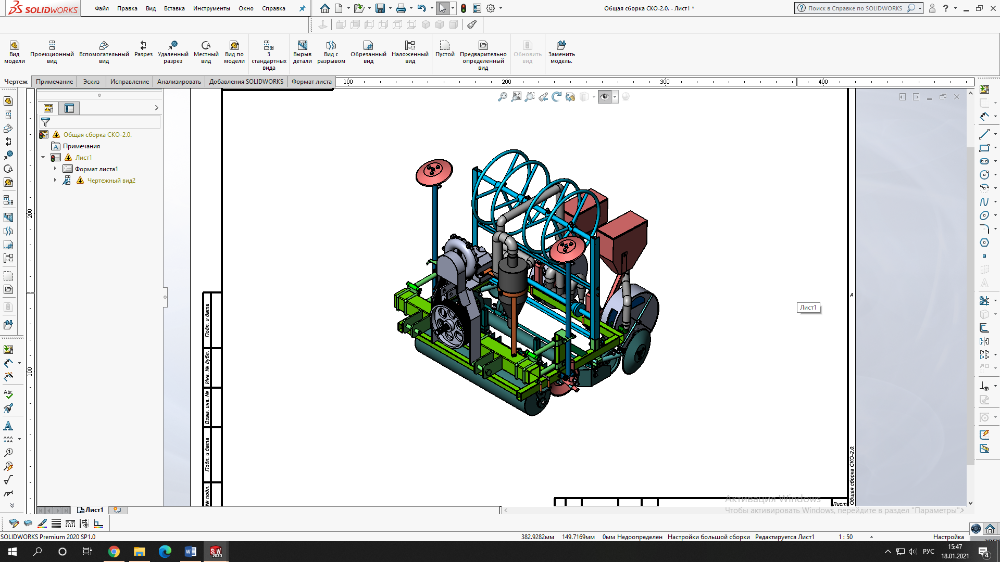 SOLIDWORKS
Файл Правка Вид Вставка Инструменты Окно Справка
Общая сборка СКО-2.0. - Лист1 *
Поиск в Справке по SOLIDWORKS
Вид модели
Проекционный вид
Вспомогательный вид
Разрез
Удаленный разрез
Местный вид
Вид по модели
3 стандартных вида
Вырыв детали
Вид с разрывом
Обрезанный вид
Наложенный вид
Пустой
Предварительно определенный вид
Обновить вид
Заменить модель.
Чертеж Примечание Эскиз Исправление Анализировать Добавления SOLIDWORKS Формат листа
100 200 300 400
Общая сборка СКО-2.0.
Примечания
Лист1
Формат листа1
Чертежный вид2
200
100
Подп. и дата
Инв. № дубл.
Взам. инв. №
Подп. и дата
№ подл.
А
Лист1
Общая сборка СКО-2.0.
Лист
Активация Windows
Чтобы активировать Windows, перейдите в раздел "Параметры"
Лист1
SOLIDWORKS Premium 2020 SP1.0
382.9282мм 149.7169мм 0мм Недоопределен Настройки большой сборки Редактируется Лист1 1 : 50 Настройка
РУС
15:47
18.01.2021
4